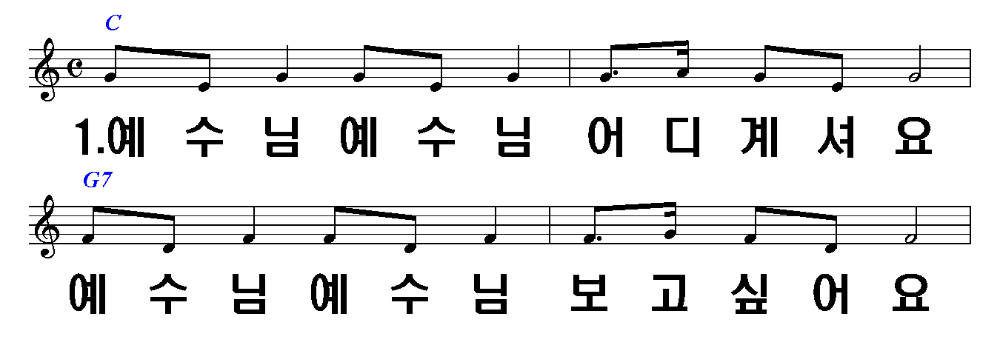 C
1.예 수 님 예 수 님 어 디 계 셔 요
G7
예 수 님 예 수 님 보 고 싶 어 요